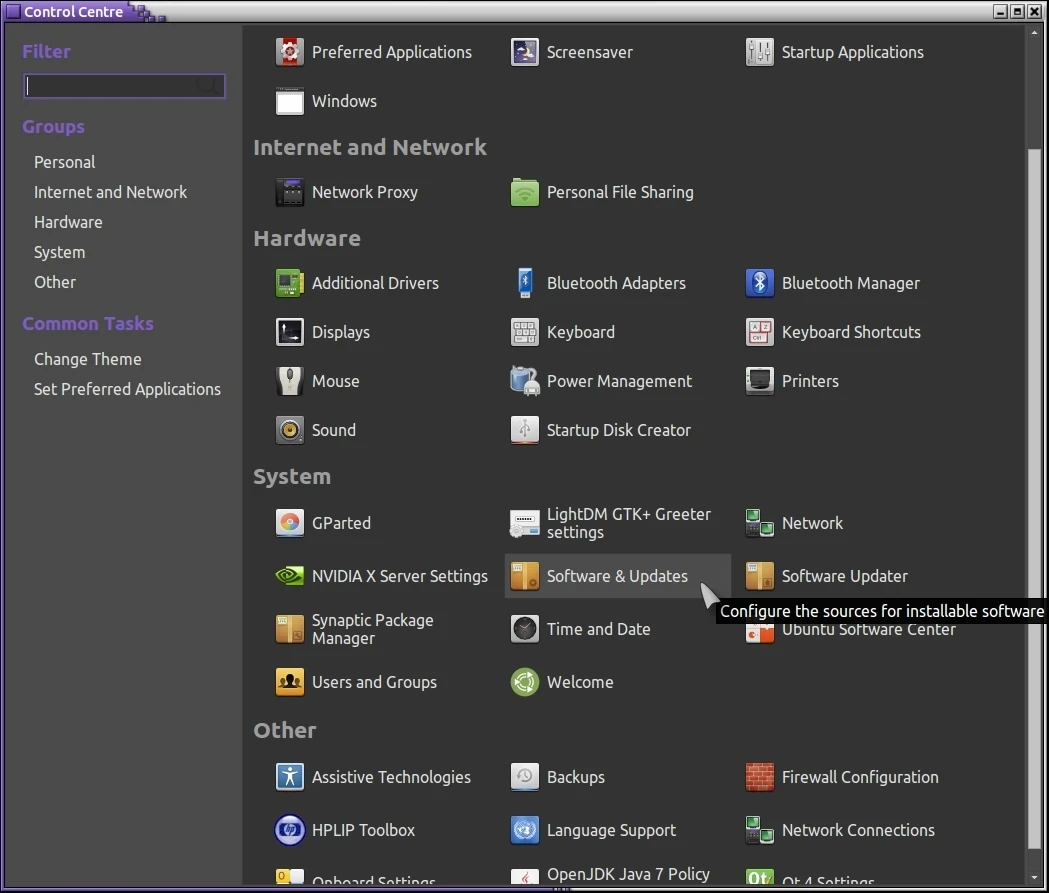 Control Centre
Filter
Groups
Personal
Internet and Network
Hardware
System
Other
Common Tasks
Change Theme
Set Preferred Applications
Preferred Applications
Screensaver
Startup Applications
Windows
Internet and Network
Network Proxy
Personal File Sharing
Hardware
Additional Drivers
Bluetooth Adapters
Bluetooth Manager
Displays
Keyboard
Keyboard Shortcuts
Mouse
Power Management
Printers
Sound
Startup Disk Creator
System
GParted
LightDM GTK+ Greeter
settings
Network
NVIDIA X Server Settings
Software & Updates
Software Updater
Configure the sources for installable software
Synaptic Package
Manager
Time and Date
Ubuntu Software Center
Users and Groups
Welcome
Other
Assistive Technologies
Backups
Firewall Configuration
HPLIP Toolbox
Language Support
Network Connections
Onboard Settings
OpenJDK Java 7 Policy
Qt 4 Settings